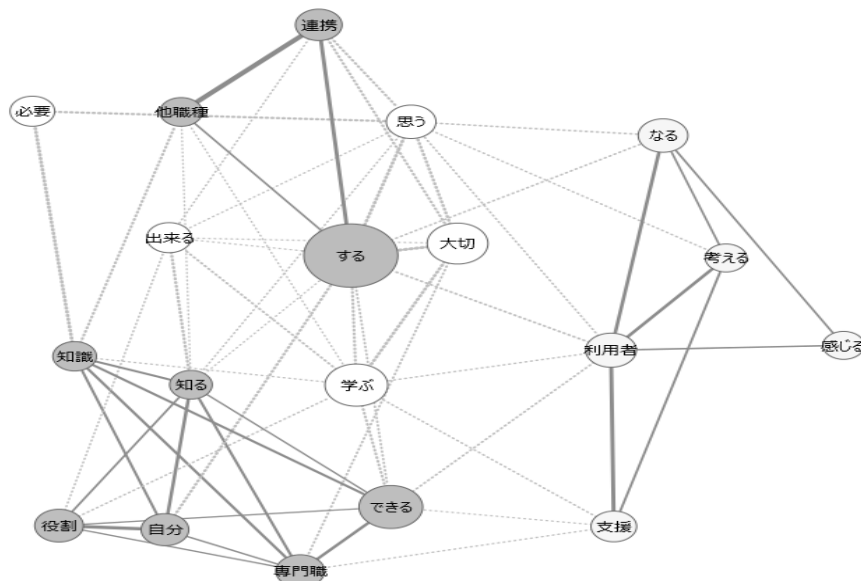 連携
必要
他職種
思う
なる
出来る
する
大切
考える
知識
知る
学ぶ
利用者
感じる
役割
自分
できる
専門職
支援